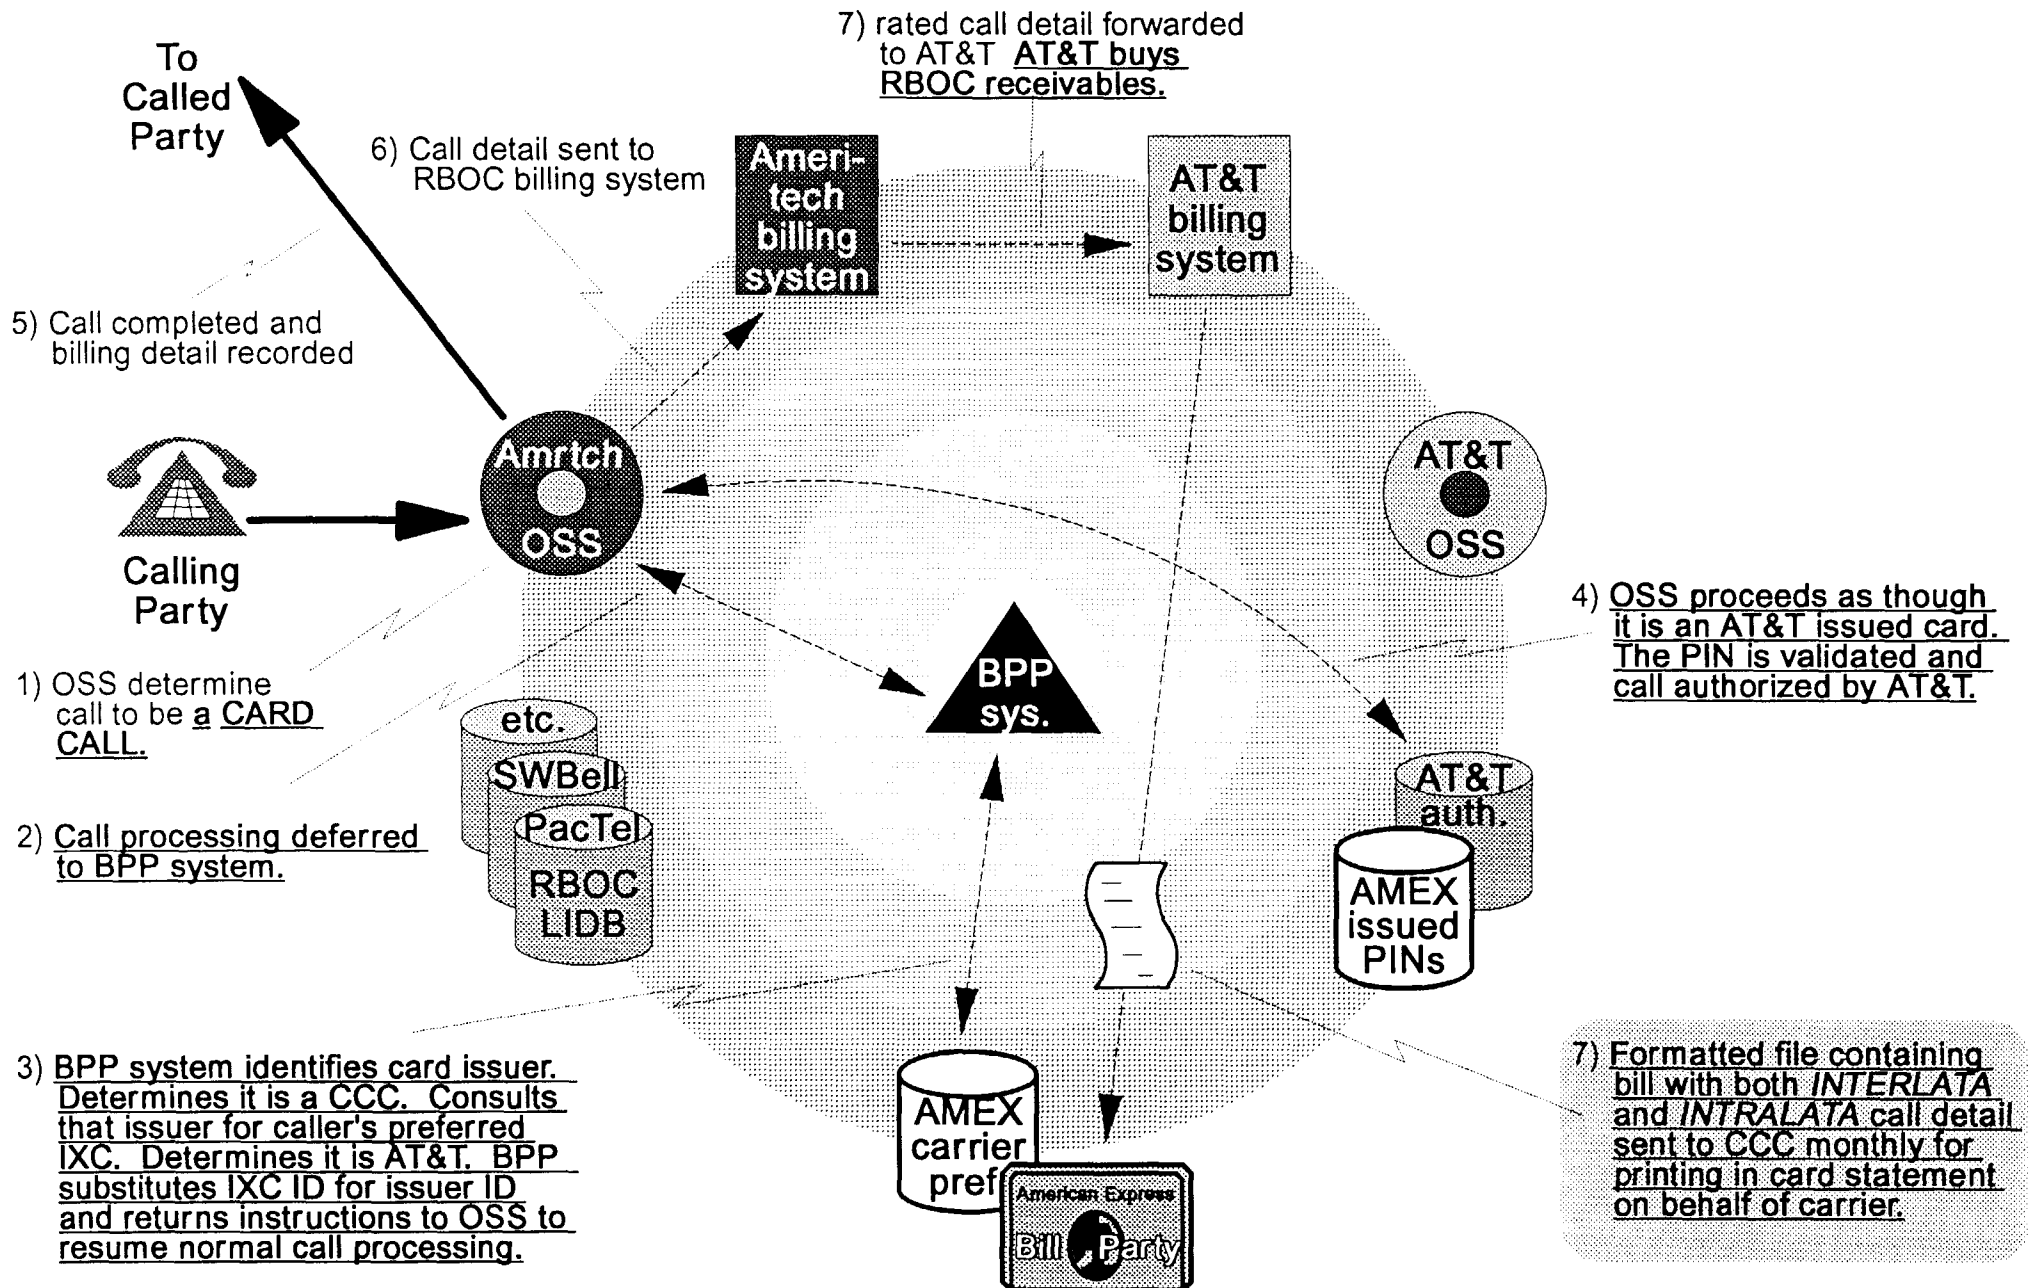 7) rated call detail forwarded
to AT&T AT&T buys
RBOC receivables.
To
Called
Party
6) Call detail sent to
RBOC billing system
Ameri-
tech
billing
system
AT&T
billing
system
5) Call completed and
billing detail recorded
Amrtch
OSS
AT&T
OSS
Calling
Party
4) OSS proceeds as though
it is an AT&T issued card.
The PIN is validated and
call authorized by AT&T.
BPP
sys.
1) OSS determine
call to be a CARD
CALL.
etc.
SWBell
PacTel
RBOC
LIDB
2) Call processing deferred
to BPP system.
AT&T
auth.
AMEX
issued
PINs
3) BPP system identifies card issuer.
Determines it is a CCC. Consults
that issuer for caller's preferred
IXC. Determines it is AT&T. BPP
substitutes IXC ID for issuer ID
and returns instructions to OSS to
resume normal call processing.
AMEX
carrier
pref
American Express
Bill Party
7) Formatted file containing
bill with both INTERLATA
and INTRALATA call detail
sent to CCC monthly for
printing in card statement
on behalf of carrier.